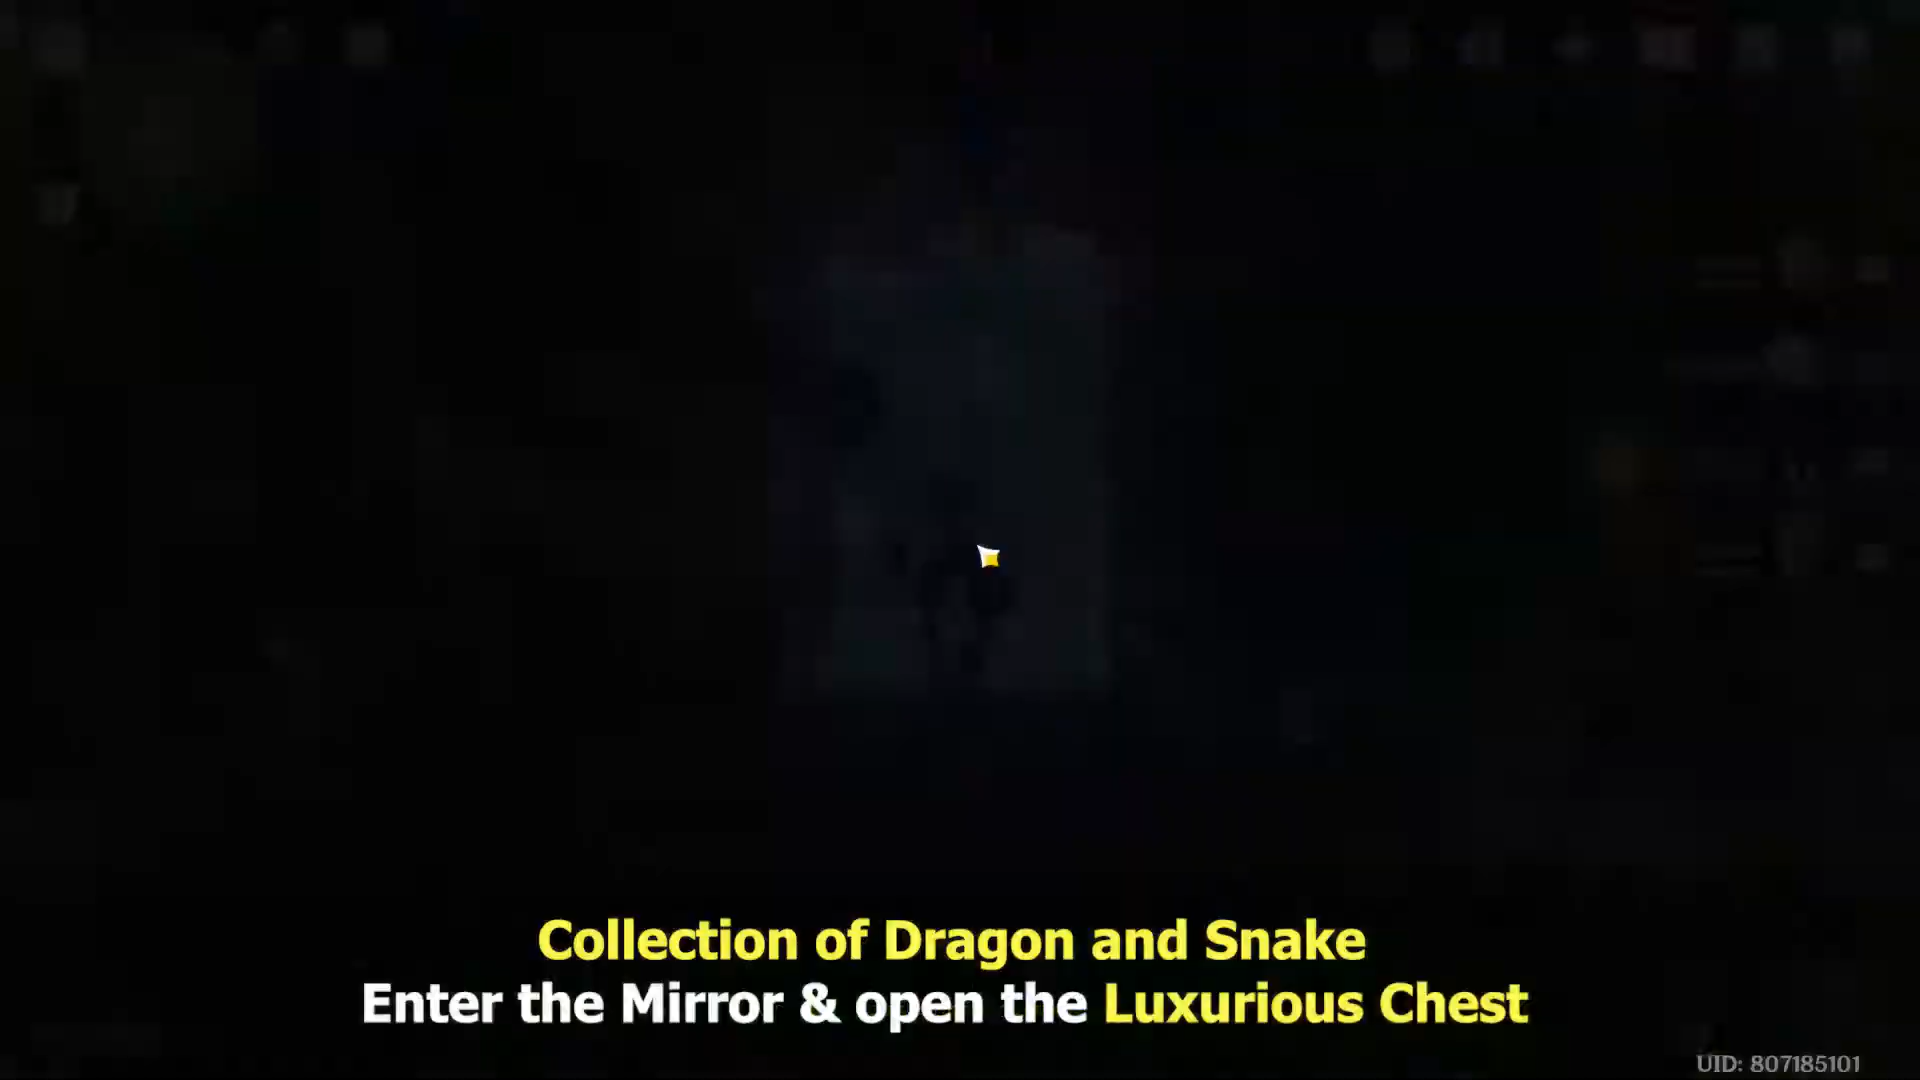 Collection of Dragon and Snake
Enter the Mirror & open the Luxurious Chest
UID: 807185101